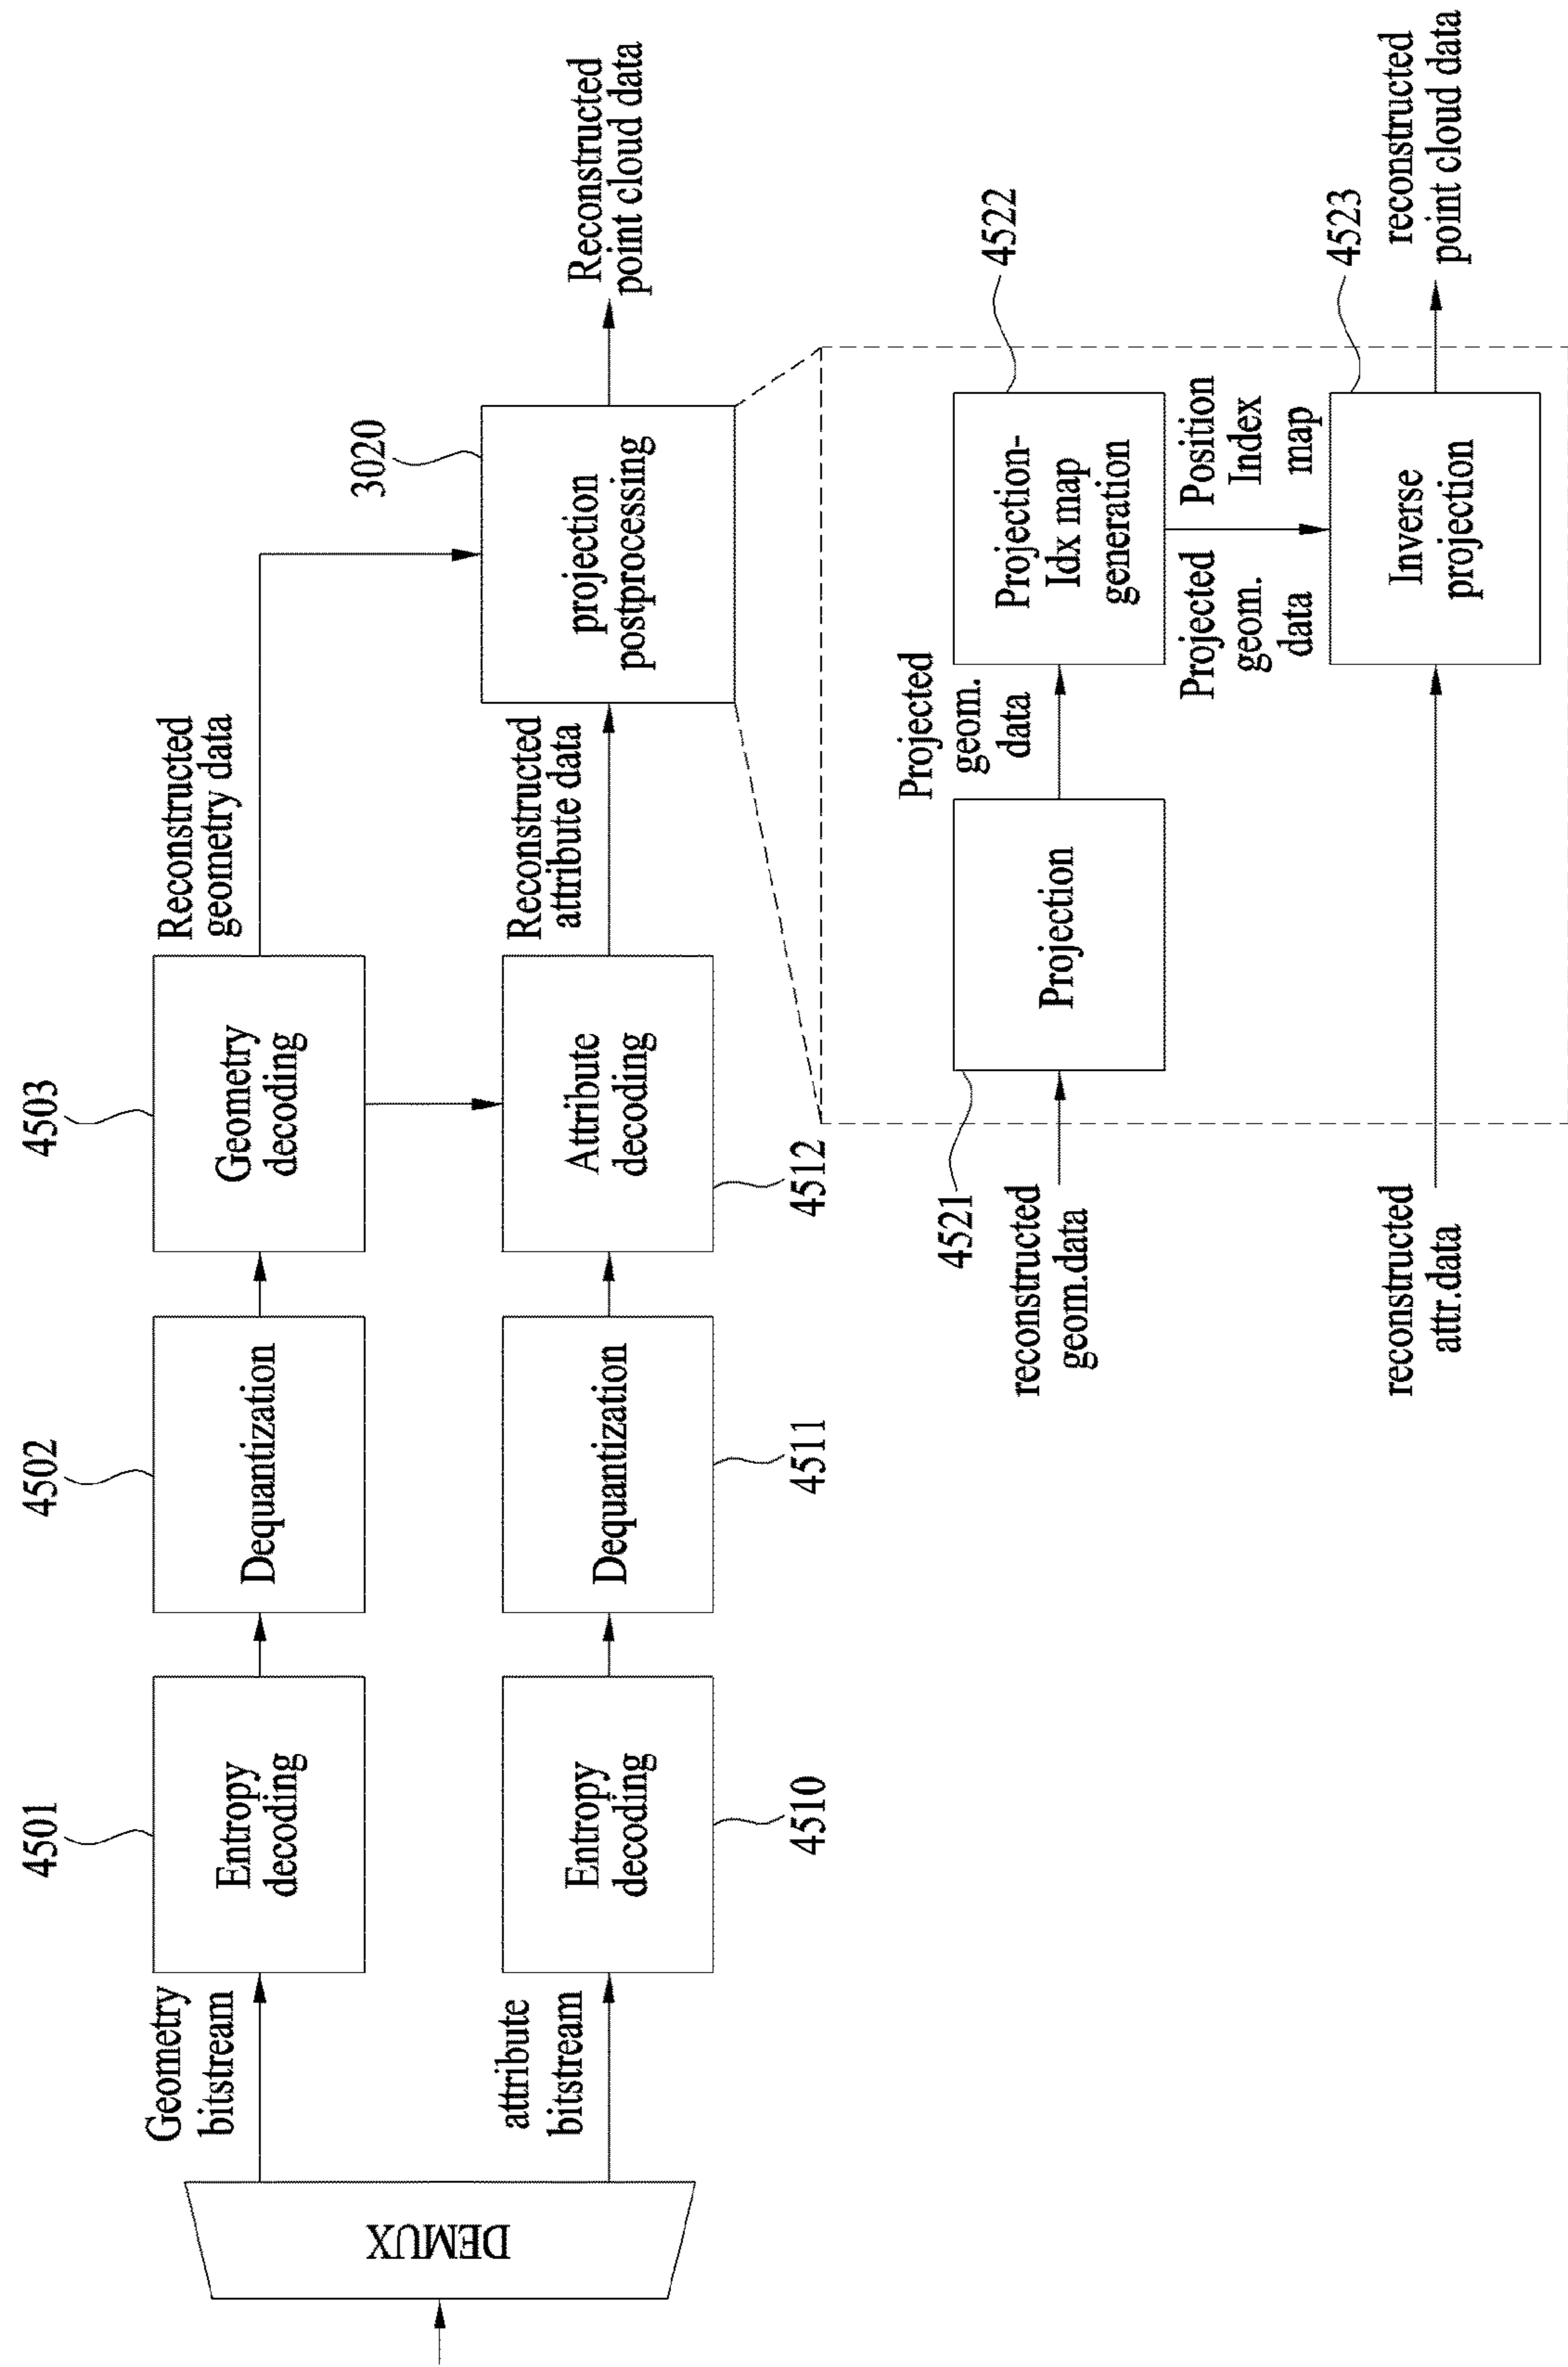 DEMUX
Geometry
bitstream
attribute
bitstream
4501
Entropy
decoding
4502
Dequantization
4503
Geometry
decoding
Reconstructed
geometry data
Entropy
decoding
4510
Dequantization
4511
Attribute
decoding
4512
Reconstructed
attribute data
3020
projection
postprocessing
Reconstructed
point cloud data
reconstructed
geom.data
4521
Projection
Projected
geom.
data
Projection-
Idx map
generation
4522
Projected
geom.
data
Position
Index
map
reconstructed
attr.data
Inverse
projection
4523
reconstructed
point cloud data